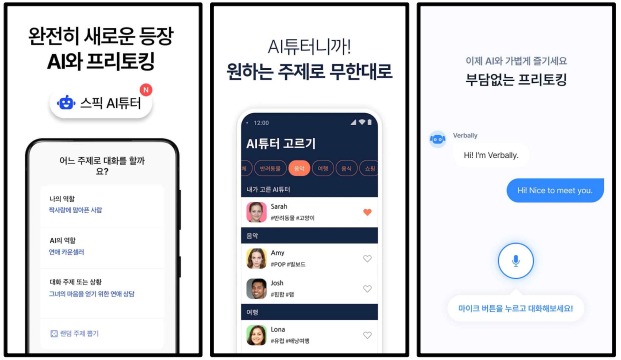 완전히 새로운 등장
AI와 프리토킹
스픽 AI튜터
N
어느 주제로 대화를 할까
요?
나의 역할
짝사랑에 맘아픈 사람
AI의 역할
연애 카운셀러
대화 주제 또는 상황
그녀의 마음를 얻기 위한 연애 상담
랜덤 주제 뽑기
AI튜터니까!
원하는 주제로 무한대로
12:00
AI튜터 고르기
체
반려동물
음악
여행
음식
쇼핑
내가 고른 AI튜터
Sarah
#반려동물 #고양이
음악
Amy
#POP #빌보드
Josh
#힙합 #랩
여행
Lona
#유럽 #배낭여행
이제 AI와 가볍게 즐기세요
부담없는 프리토킹
Verbally
Hi! I'm Verbally.
Hi! Nice to meet you.
마이크 버튼을 누르고 대화해보세요!